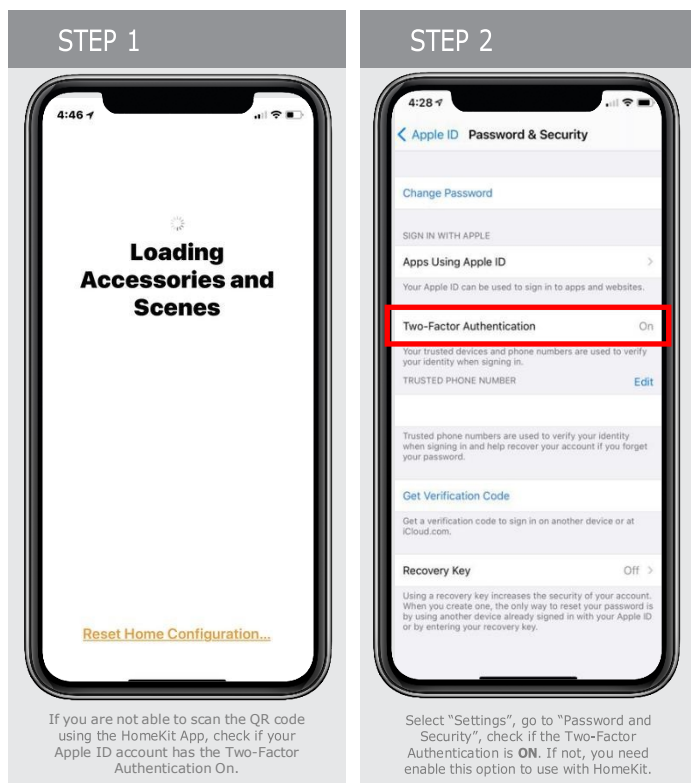 STEP 1
4:46
Loading
Accessories and
Scenes
Reset Home Configuration...
If you are not able to scan the QR code
using the HomeKit App, check if your
Apple ID account has the Two-Factor
Authentication On.
STEP 2
4:28
Apple ID Password & Security
Change Password
SIGN IN WITH APPLE
Apps Using Apple ID
Your Apple ID can be used to sign in to apps and websites.
Two-Factor Authentication On
Your trusted devices and phone numbers are used to verify
your identity when signing in.
TRUSTED PHONE NUMBER Edit
Trusted phone numbers are used to verify your identity
when signing in and help recover your account if you forget
your password.
Get Verification Code
Get a verification code to sign in on another device or at
iCloud.com.
Recovery Key Off
Using a recovery key increases the security of your account.
When you create one, the only way to reset your password is
by using another device already signed in with your Apple ID
or by entering your recovery key.
Select “Settings”, go to “Password and
Security”, check if the Two-Factor
Authentication is ON. If not, you need
enable this option to use with HomeKit.